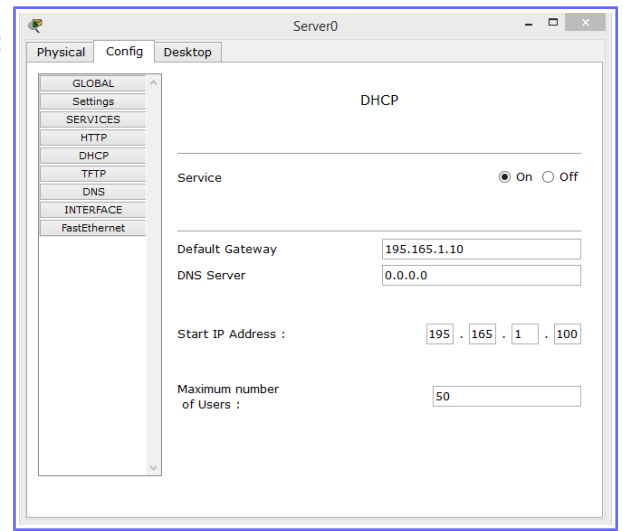 Server0
Physical Config Desktop
GLOBAL
Settings
SERVICES
HTTP
DHCP
TFTP
DNS
INTERFACE
FastEthernet
DHCP
Service On Off
Default Gateway 195.165.1.10
DNS Server 0.0.0.0
Start IP Address : 195 . 165 . 1 . 100
Maximum number
of Users : 50